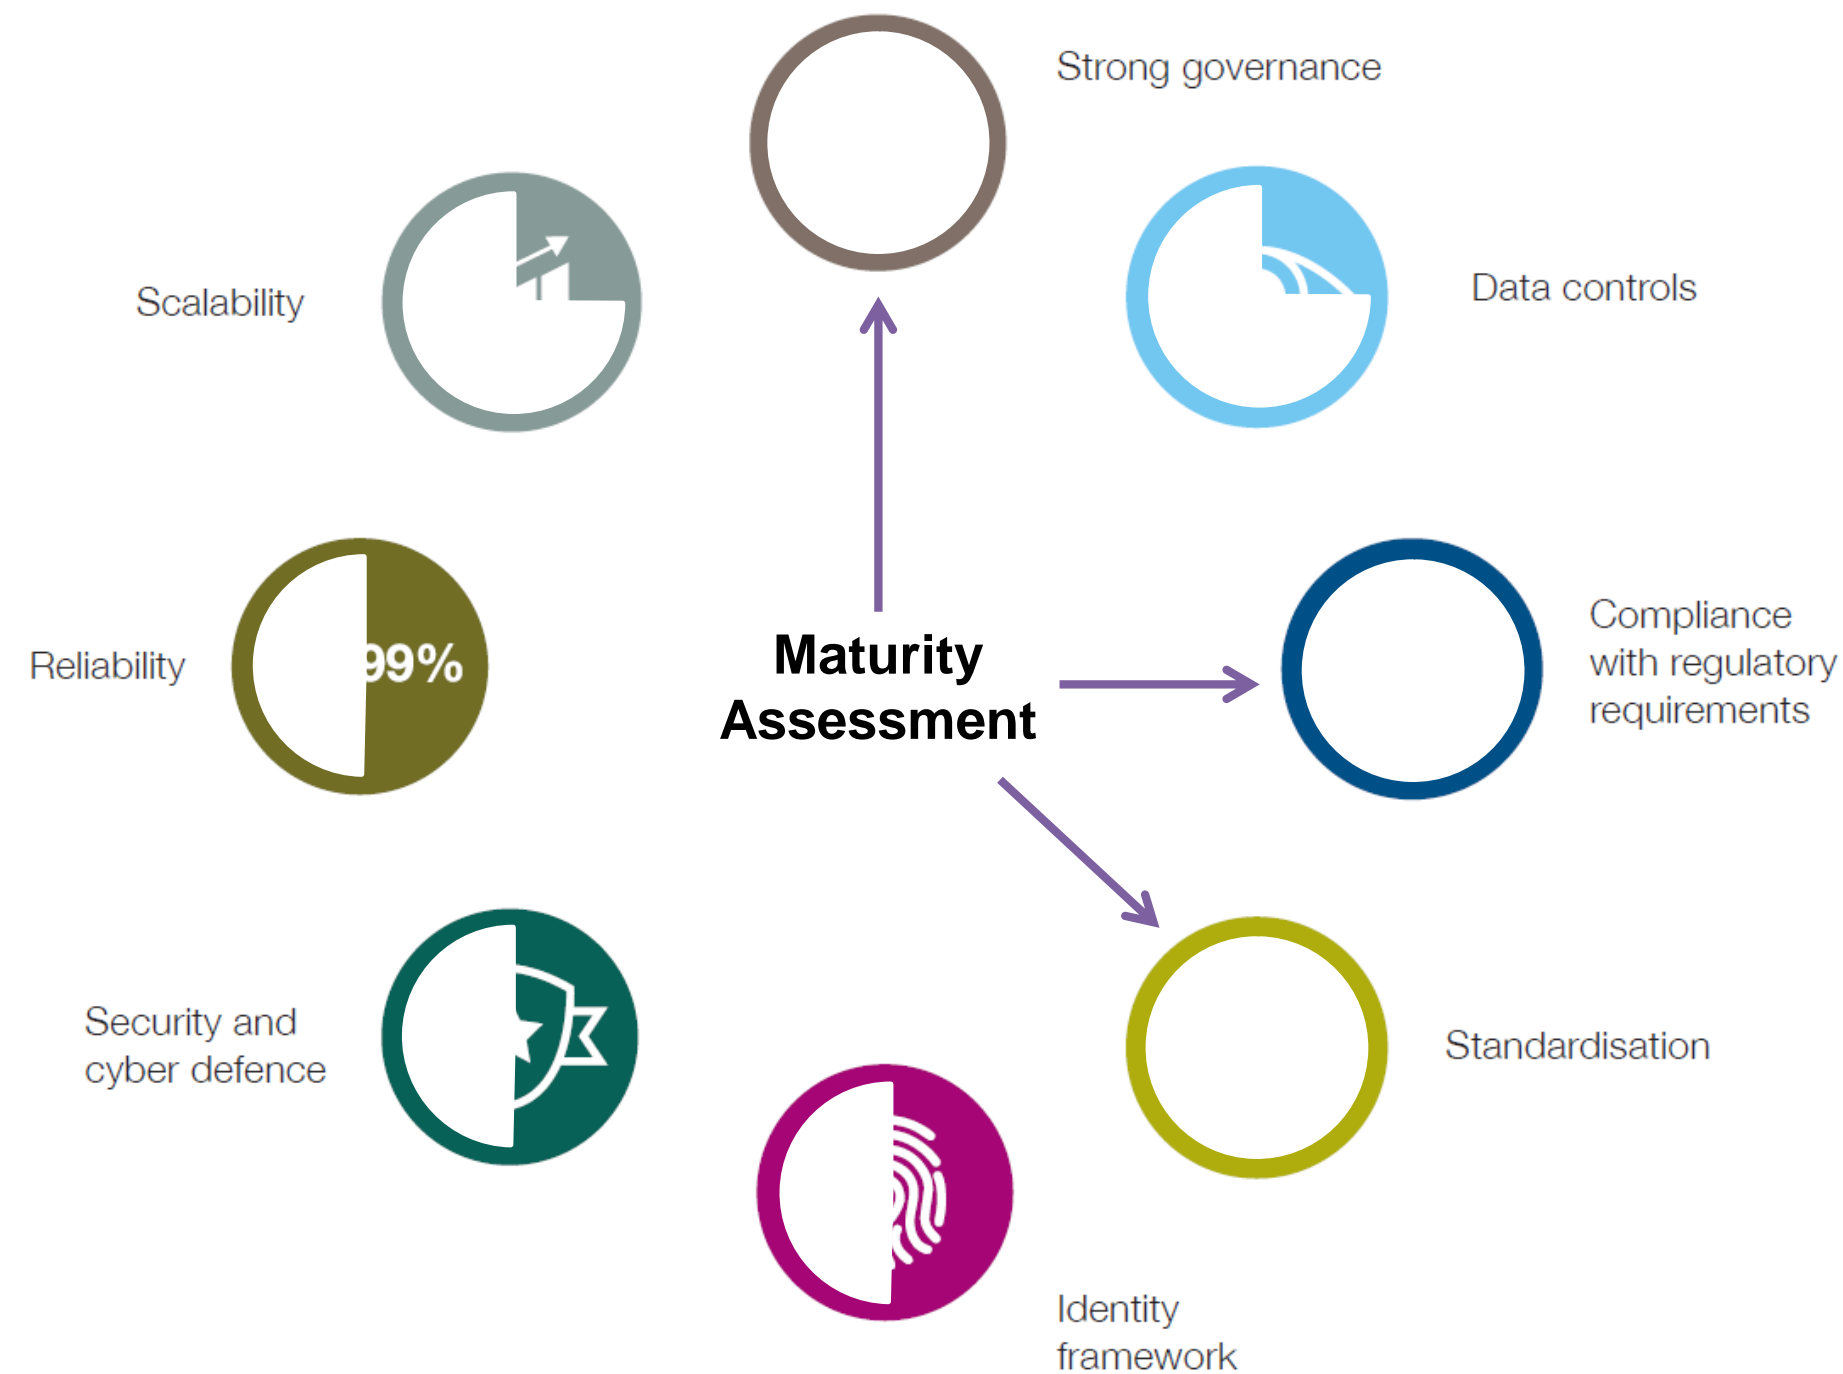 Strong governance
Scalability
Data controls
Reliability
99%
Maturity
Assessment
Compliance
with regulatory
requirements
Security and
cyber defence
Standardisation
Identity
framework